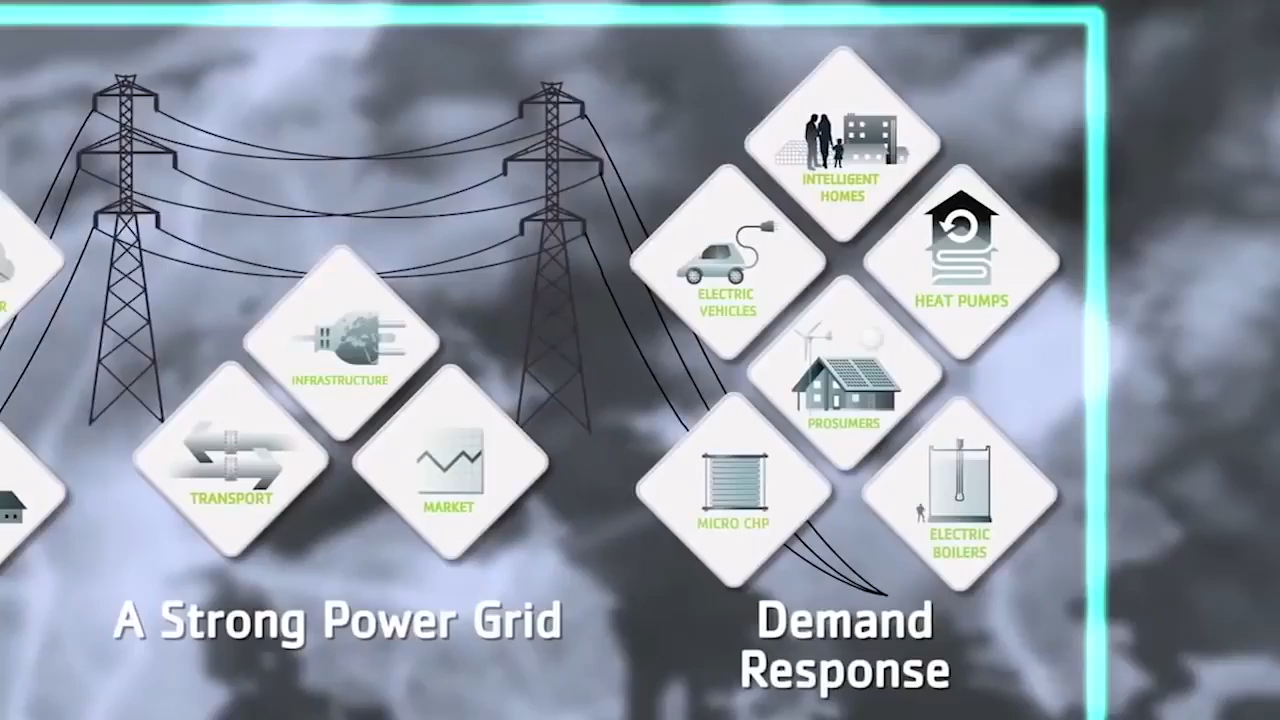 INTELLIGENT
HOMES
ELECTRIC
VEHICLES
HEAT PUMPS
INFRASTRUCTURE
PROSUMERS
TRANSPORT
MARKET
MICRO CHP
ELECTRIC
BOILERS
A Strong Power Grid
Demand
Response